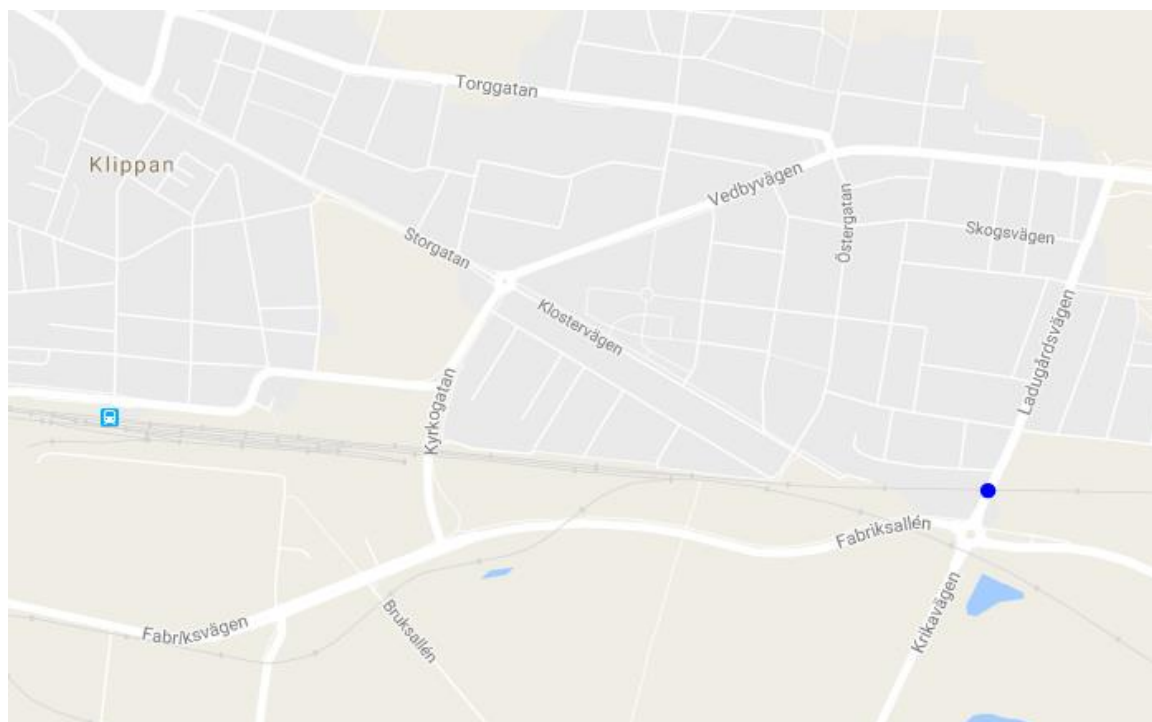 Torggatan
Klippan
Vedbyvägen
Östergatan
Skogsvägen
Storgatan
Klostervägen
Ladugårdsvägen
Kyrkogatan
Fabriksallén
Fabriksvägen
Bruksallén
Krikavägen